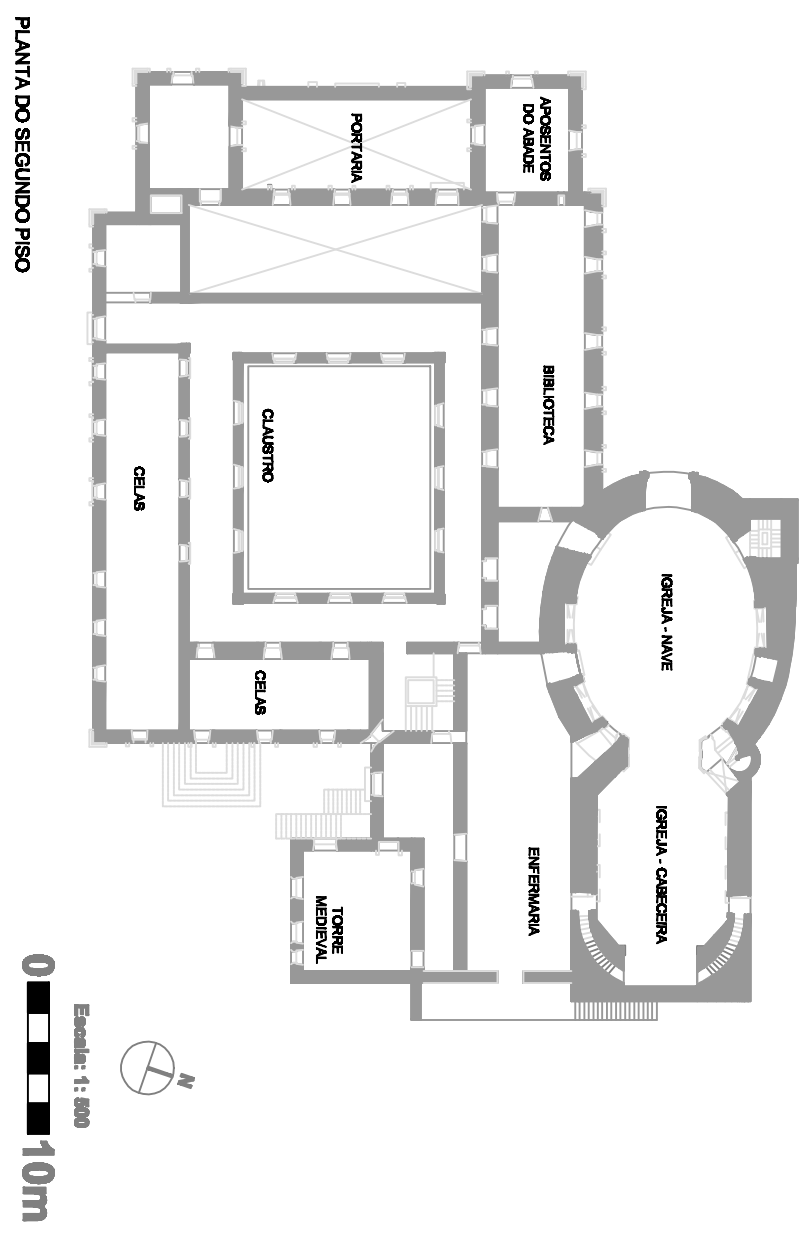 PLANTA DO SEGUNDO PISO
APOSENTOS
DO ABADE
PORTARIA
BIBLIOTECA
CLAUSTRO
CELAS
IGREJA - NAVE
CELAS
IGREJA - CABECEIRA
ENFERMARIA
TORRE
MEDIEVAL
0
10m
Escala: 1: 500
N